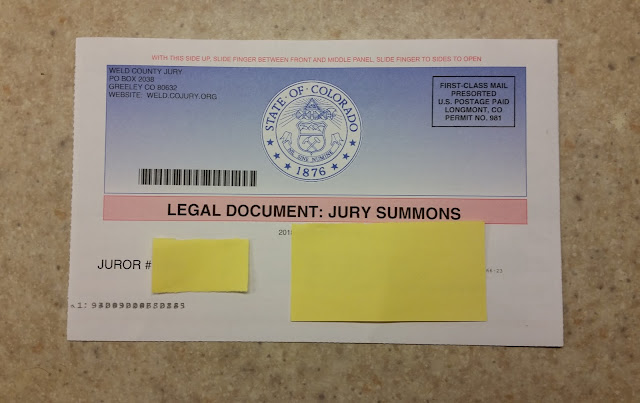 WITH THIS SIDE UP, SLIDE FINGER BETWEEN FRONT AND MIDDLE PANEL, SLIDE FINGER TO SIDES TO OPEN
WELD COUNTY JURY
PO BOX 2038
GREELEY CO 80632
WEBSITE: WELD.COJURY.ORG
FIRST-CLASS MAIL
PRESORTED
U.S. POSTAGE PAID
LONGMONT, CO
PERMIT NO. 981
STATE OF COLORADO
NIL SINE NUMINE
1876
LEGAL DOCUMENT: JURY SUMMONS
JUROR #